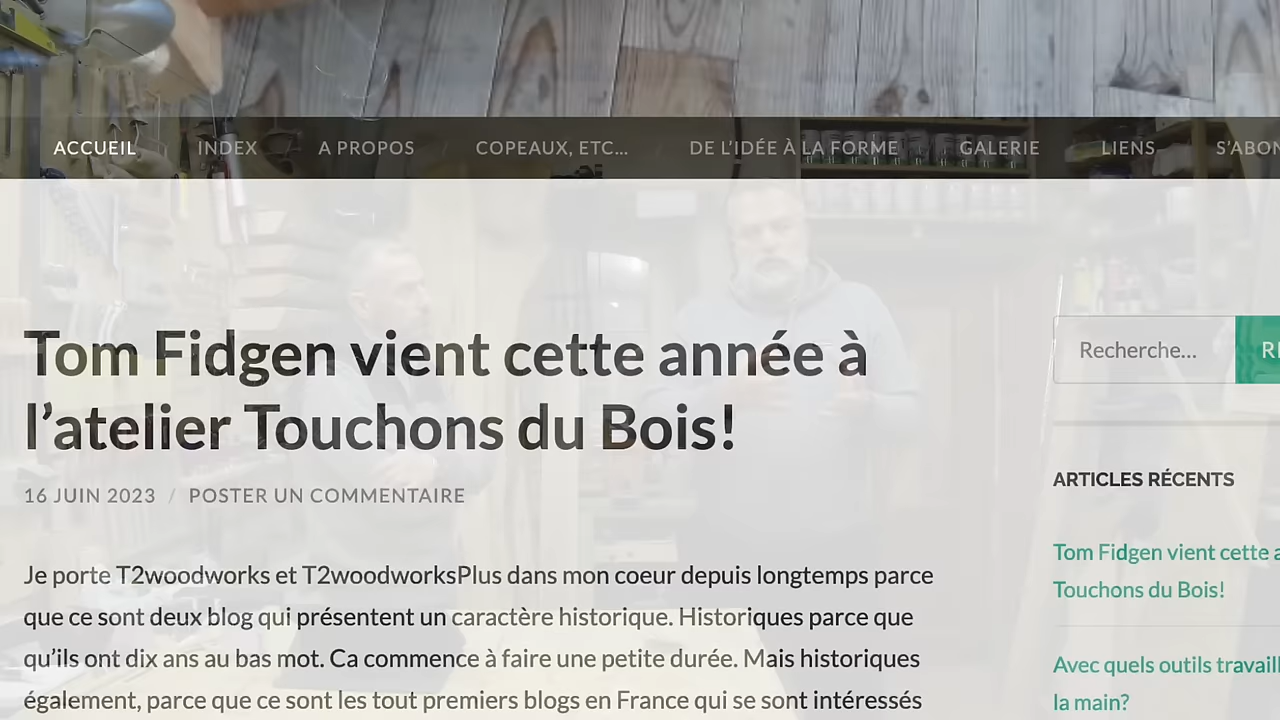 ACCUEIL / INDEX / A PROPOS / COPEAUX, ETC… / DE L’IDÉE À LA FORME / GALERIE / LIENS
Tom Fidgen vient cette année à
l’atelier Touchons du Bois!
16 JUIN 2023 / POSTER UN COMMENTAIRE
Je porte T2woodworks et T2woodworksPlus dans mon coeur depuis longtemps parce
que ce sont deux blog qui présentent un caractère historique. Historiques parce que
qu’ils ont dix ans au bas mot. Ca commence à faire une petite durée. Mais historiques
également, parce que ce sont les tout premiers blogs en France qui se sont intéressés
Recherche…
ARTICLES RÉCENTS
Tom Fidgen vient cette
Touchons du Bois!
Avec quels outils
la main?